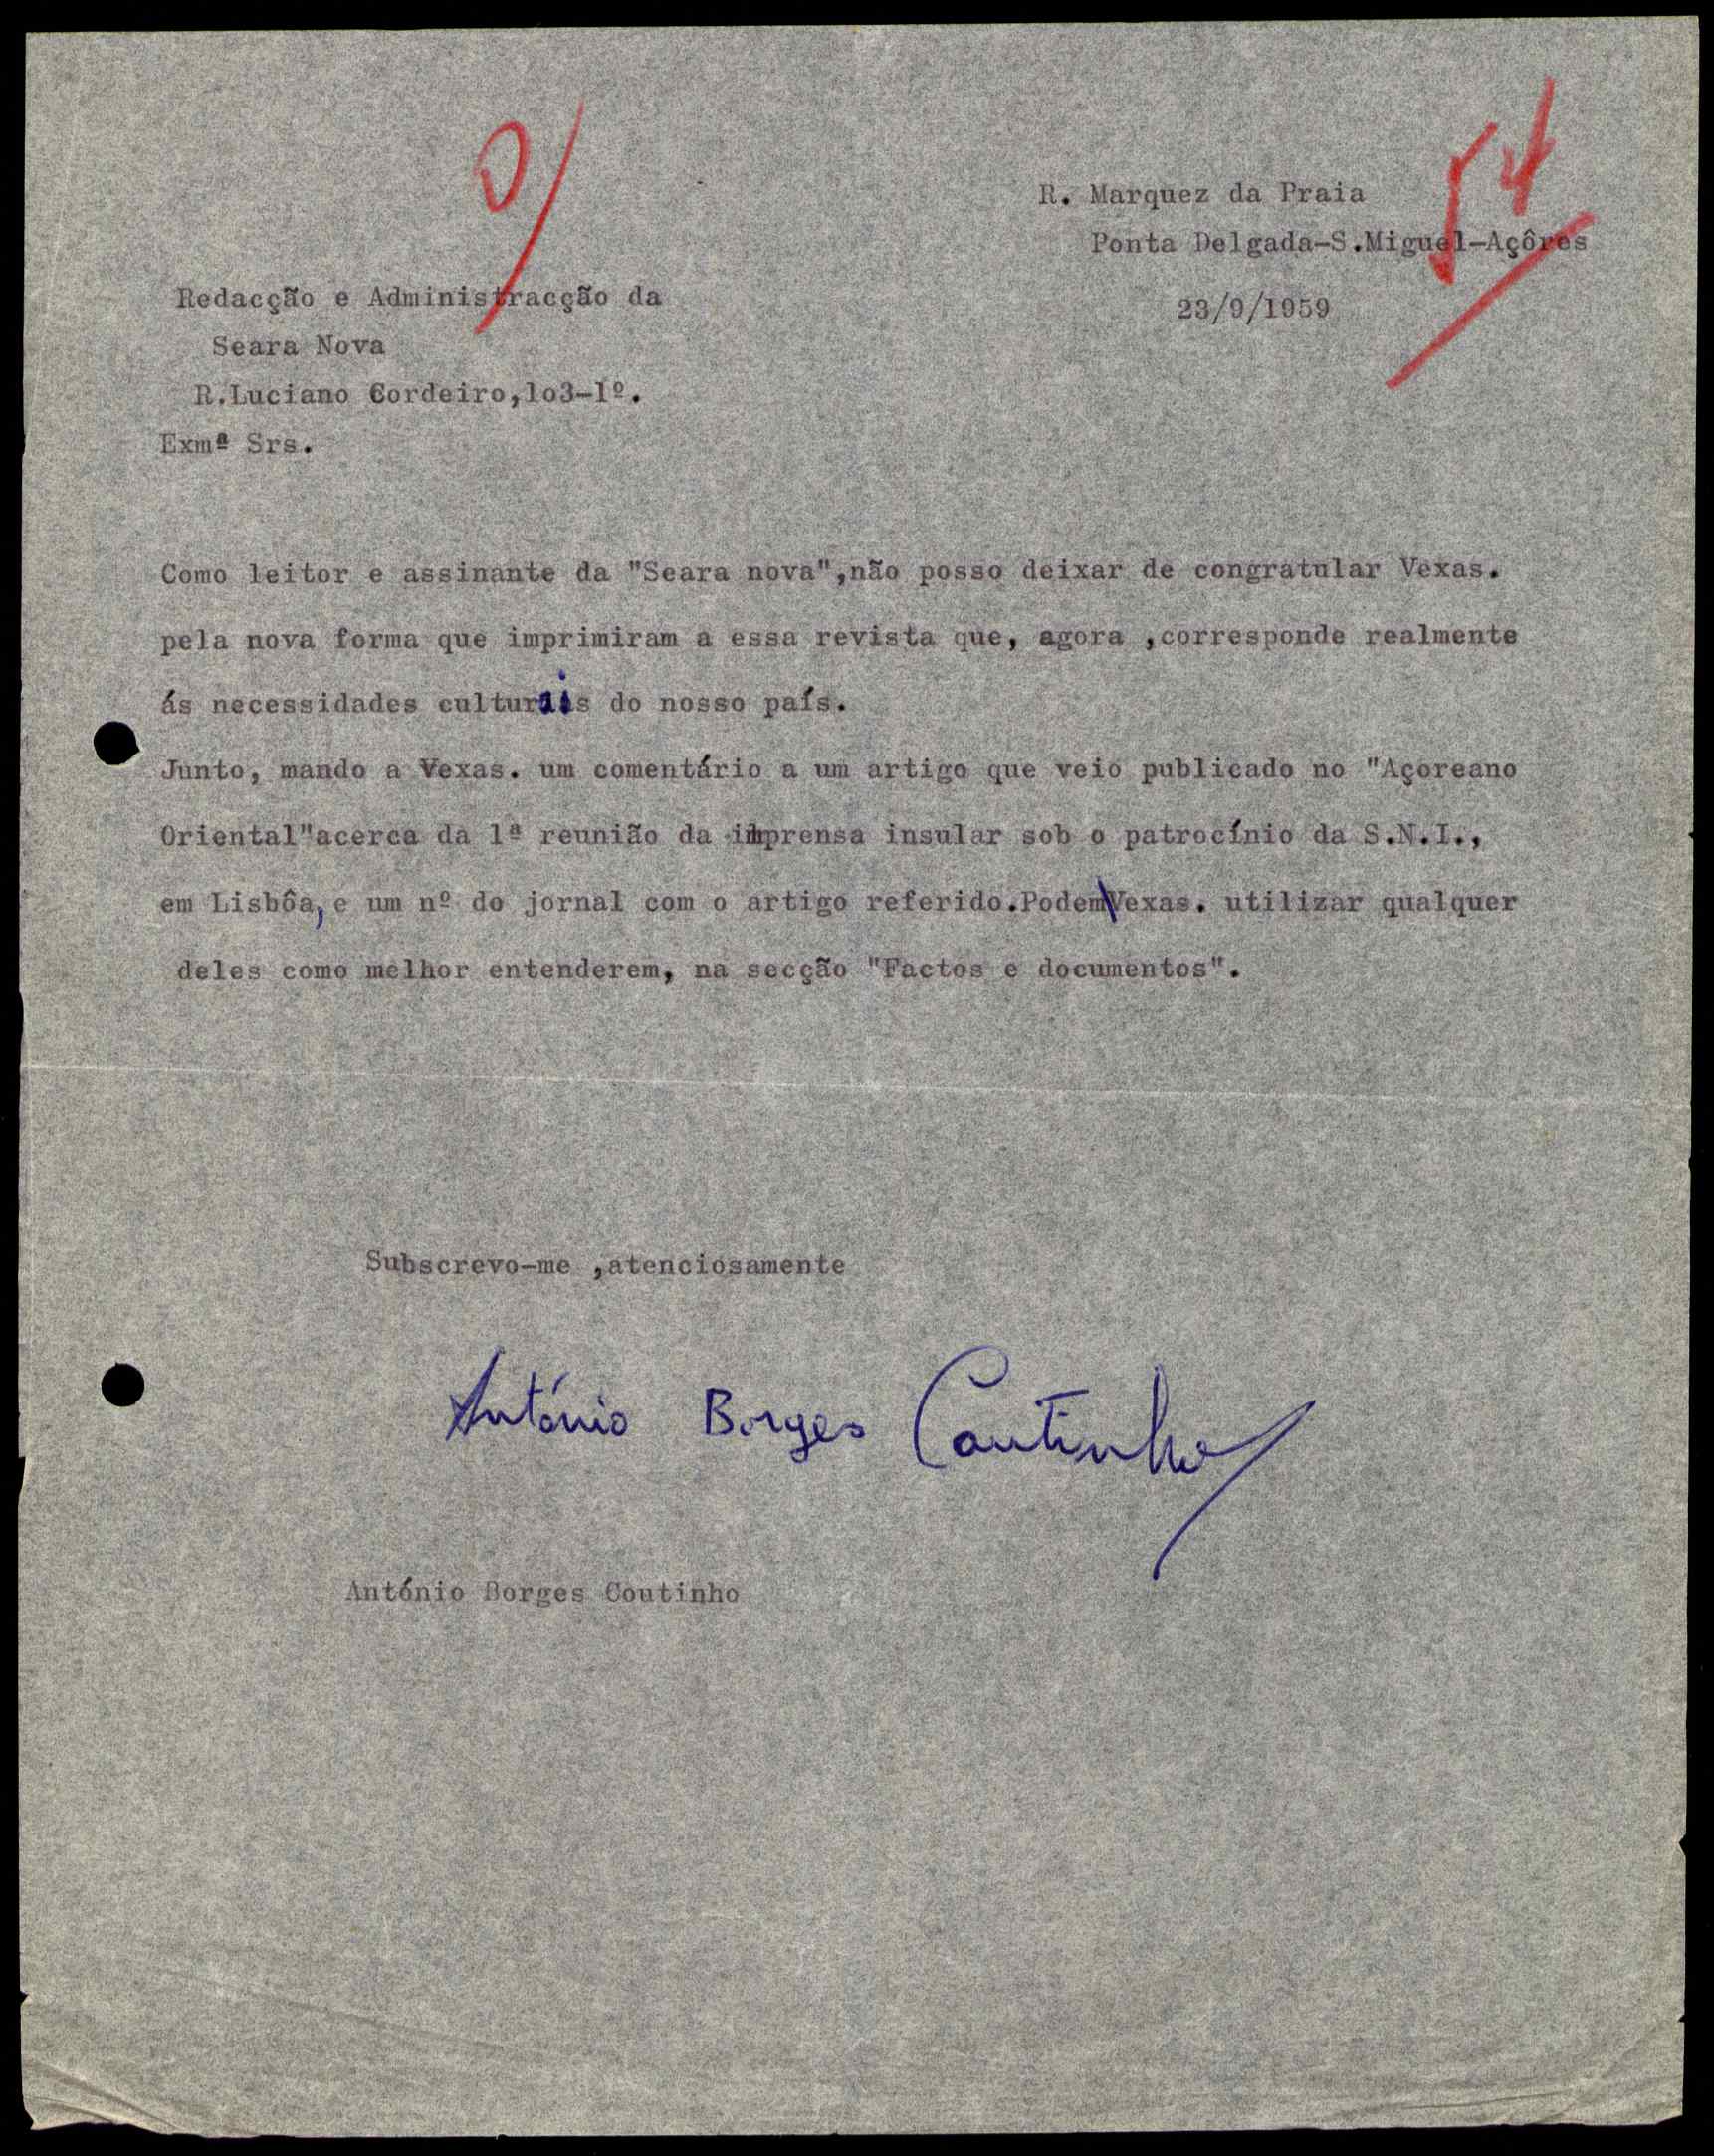 0/
54
R. Marquez da Praia
Ponta Delgada-S.Miguel-Açôres
23/9/1959
Redacção e Administracção da
Seara Nova
R.Luciano Cordeiro,lo3-1º.
Exmª Srs.
Como leitor e assinante da "Seara nova",não posso deixar de congratular Vexas.
pela nova forma que imprimiram a essa revista que, agora ,corresponde realmente
ás necessidades culturais do nosso país.
Junto, mando a Vexas. um comentário a um artigo que veio publicado no "Açoreano
Oriental"acerca da 1ª reunião da imprensa insular sob o patrocínio da S.N.I.,
em Lisbôa, e um nº do jornal com o artigo referido.Podem\Vexas. utilizar qualquer
deles como melhor entenderem, na secção "Factos e documentos".
Subscrevo-me ,atenciosamente
António Borges Coutinho
António Borges Coutinho